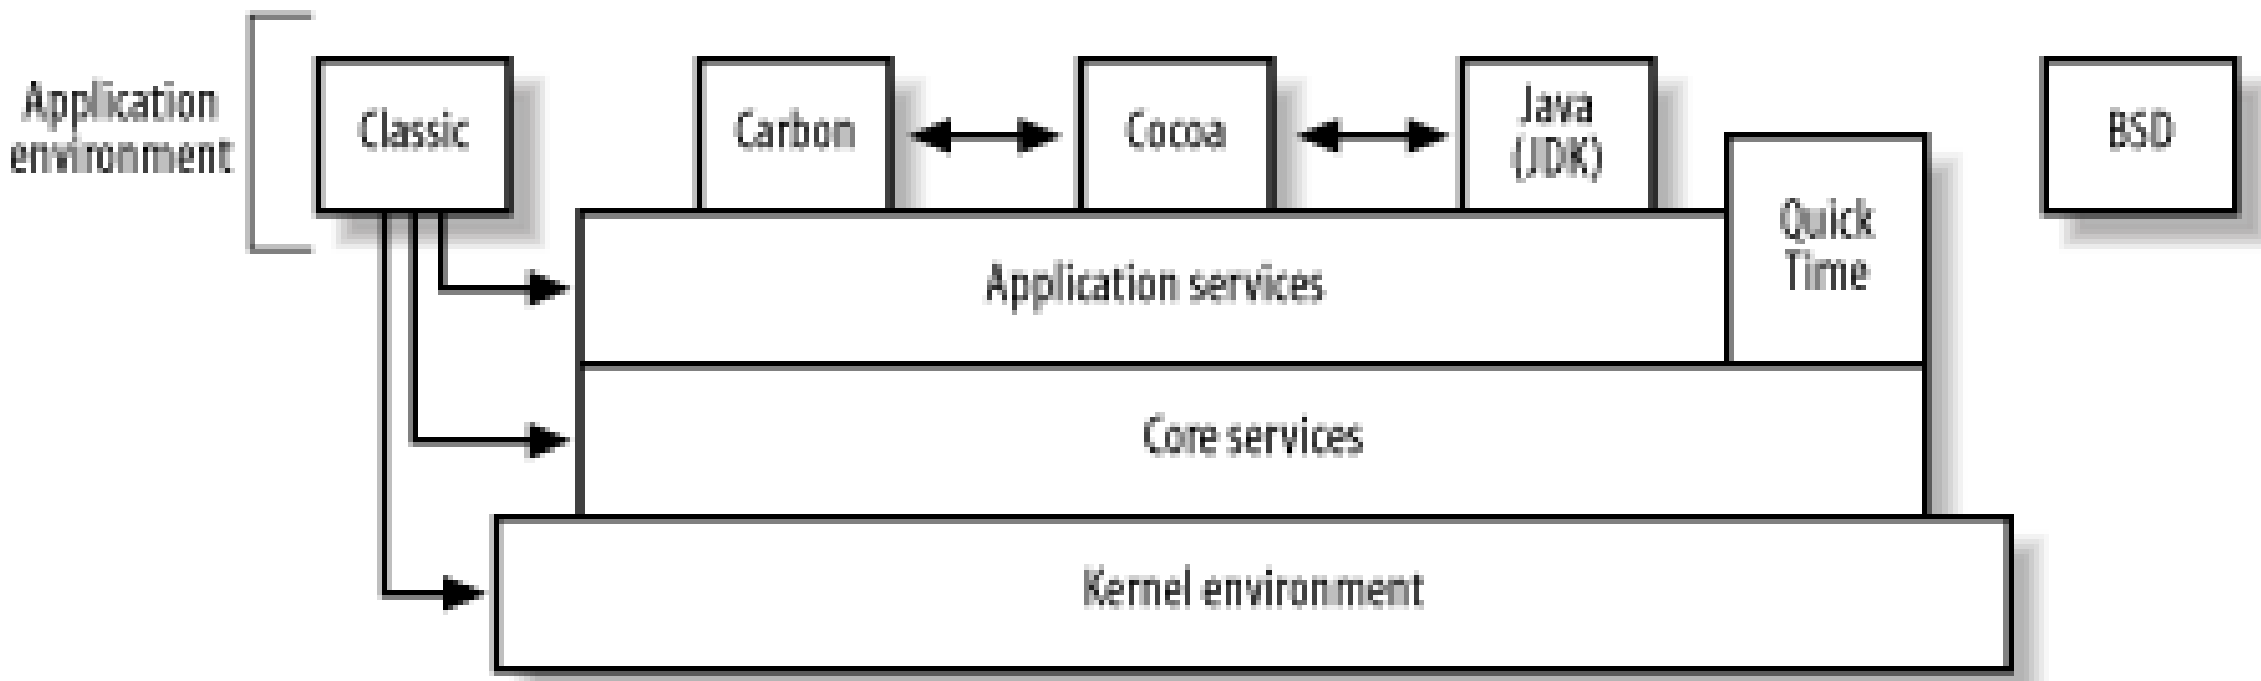 Application
environment
Classic
Carbon
Cocoa
Java
(JDK)
BSD
Quick
Time
Application services
Core services
Kernel environment